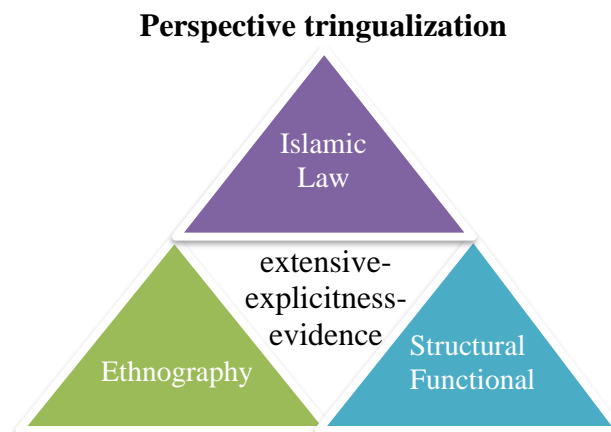 Perspective tringualization
Islamic
Law
extensive-
explicitness-
evidence
Ethnography
Structural
Functional